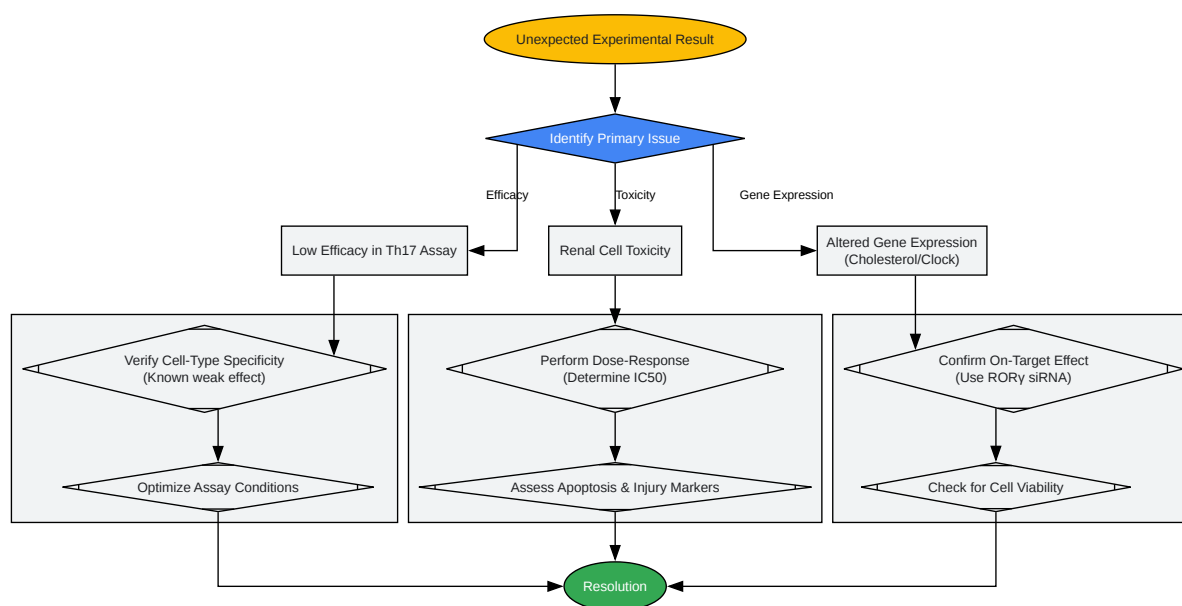 Unexpected Experimental Result
Identify Primary Issue
Efficacy
Toxicity
Gene Expression
Low Efficacy in Th17 Assay
Renal Cell Toxicity
Altered Gene Expression
(Cholesterol/Clock)
Verify Cell-Type Specificity
(Known weak effect)
Perform Dose-Response
(Determine IC50)
Confirm On-Target Effect
(Use RORγ siRNA)
Optimize Assay Conditions
Assess Apoptosis & Injury Markers
Check for Cell Viability
Resolution